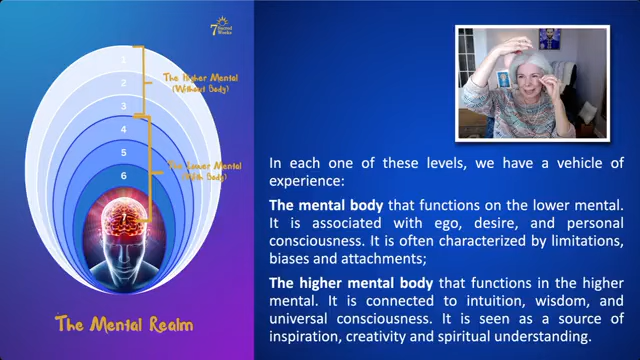 7 Sacred
Weeks
1
2
3
4
5
6
7
The Higher Mental
(Without Body)
The Lower Mental
(With Body)
The Mental Realm
In each one of these levels, we have a vehicle of
experience:
The mental body that functions on the lower mental.
It is associated with ego, desire, and personal
consciousness. It is often characterized by limitations,
biases and attachments;
The higher mental body that functions in the higher
mental. It is connected to intuition, wisdom, and
universal consciousness. It is seen as a source of
inspiration, creativity and spiritual understanding.